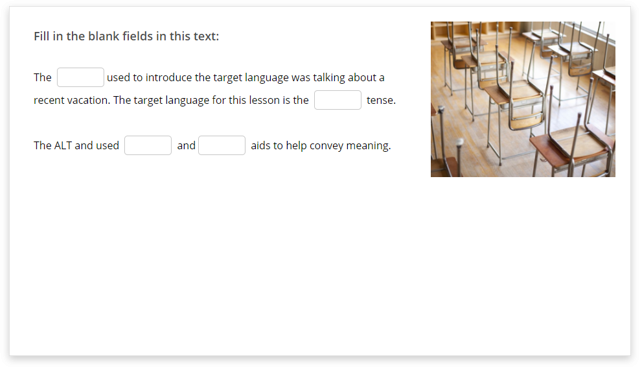 Fill in the blank fields in this text:
The used to introduce the target language was talking about a
recent vacation. The target language for this lesson is the tense.
The ALT and used and aids to help convey meaning.